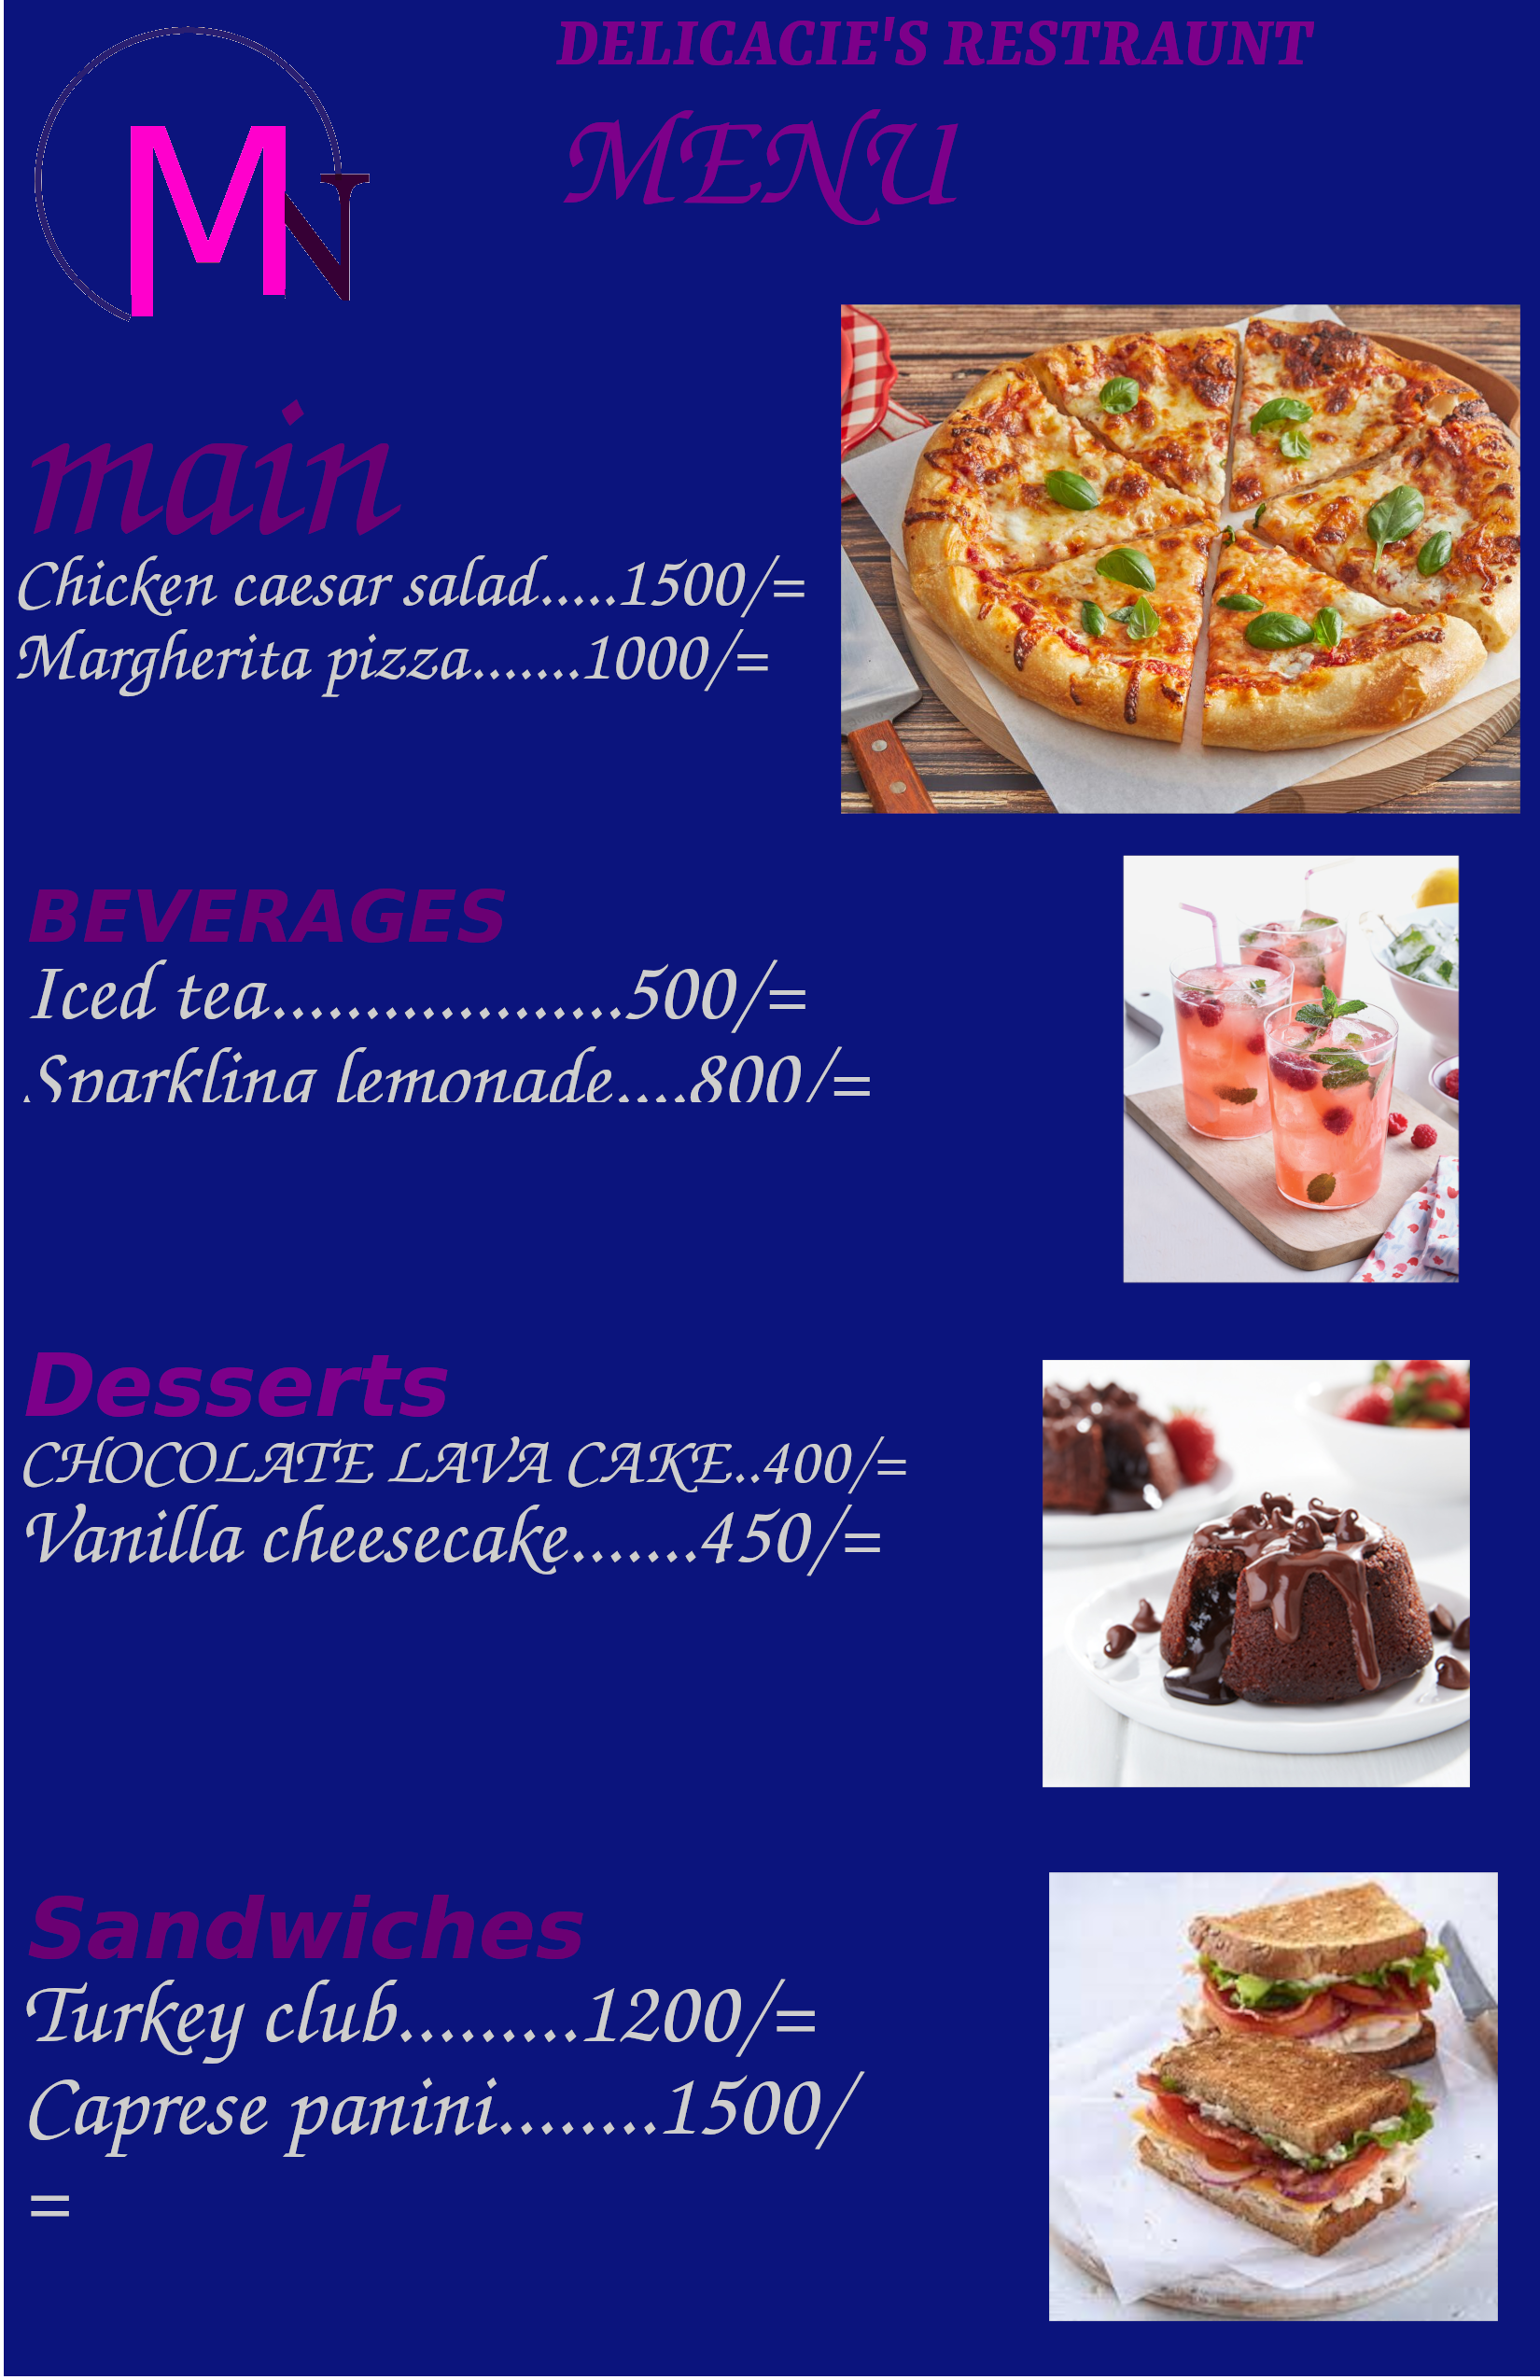 DELICACIE'S RESTRAUNT
MENU
MN
main
Chicken caesar salad.....1500/=
Margherita pizza.......1000/=
BEVERAGES
Iced tea...................500/=
Sparkling lemonade....800/=
Desserts
CHOCOLATE LAVA CAKE..400/=
Vanilla cheesecake.......450/=
Sandwiches
Turkey club.........1200/=
Caprese panini........1500/
=